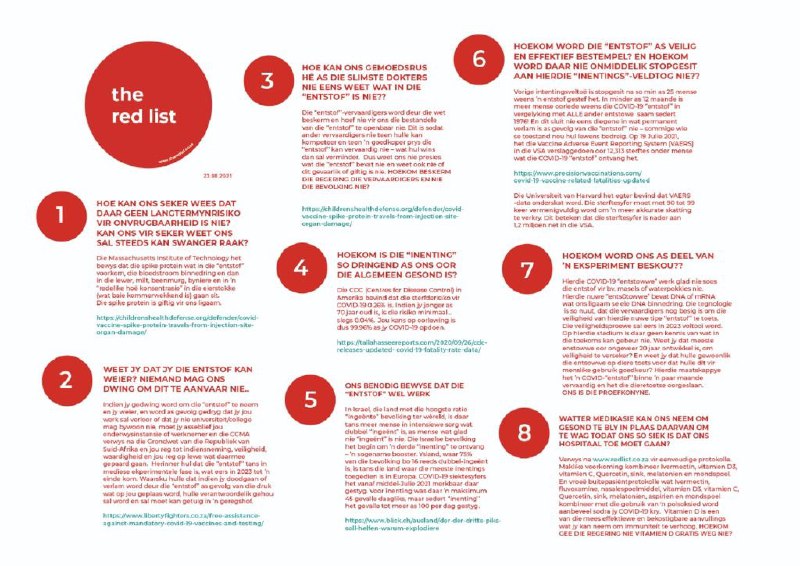 the
red list
23.08.2021
1
HOE KAN ONS SEKER WEES DAT
DAAR GEEN LANGTERMYNRISIKO
VIR ONVRUGBAARHEID IS NIE?
KAN ONS VIR SEKER WEET ONS
SAL STEEDS KAN SWANGER RAAK?
Die Massachusetts Institute of Technology het
bewys dat die spike protein wat in die "entstof"
voorkom, die bloedstroom binnedring en dan
in die lewer, milt, beenmurg, byniere en in 'n
"redelike hoë konsentrasie" in die eierstokke
(wat baie kommerwekkend is) gaan sit.
Die spike protein is giftig vir ons liggaam.
https://childrenshealthdefense.org/defender/covid-
vaccine-spike-protein-travels-from-injection-site-
organ-damage/
2
WEET JY DAT JY DIE ENTSTOF KAN
WEIER? NIEMAND MAG ONS
DWING OM DIT TE AANVAAR NIE..
Indien jy gedwing word om die "entstof" te neem
en jy weier, en word as gevolg gedryg dat jy jou
werk sal verloor of dat jy nie universiteit/college
mag bywoon nie, moet jy asseblief jou
onderwysinstansie of werknemer en die CCMA
verwys na die Grondwet van die Republiek van
Suid-Afrika en jou reg tot indiensneming, veiligheid,
waardigheid en jou reg op lewe wat daarmee
gepaard gaan. Herinner hul dat die "entstof" tans in
mediese eksperimentele fase is, wat eers in 2023 tot 'n
einde kom. Waarsku hulle dat indien jy doodgaan of
verlam word deur die "entstof" as gevolg van die druk
wat op jou geplaas word, hulle verantwoordelik gehou
sal word en sal moet getuig in 'n geregshof.
https://www.libertyfighters.co.za/free-assistance-
against-mandatory-covid-19-vaccines-and-testing/
3
HOE KAN ONS GEMOEDSRUS
HÊ AS DIE SLIMSTE DOKTERS
NIE EENS WEET WAT IN DIE
"ENTSTOF" IS NIE??
Die "entstof"-vervaardigers word deur die wet
beskerm en hoef nie vir ons die bestandele
van die "entstof" te openbaar nie. Dit is sodat
ander vervaardigers nie teen hulle kan
kompeteer en teen 'n goedkoper prys die
"entstof" kan vervaardig nie – wat hul wins
dan sal verminder. Dus weet ons nie presies
wat die "entstof" bevat nie en weet ook nie of
dit gevaarlik of giftig is nie. HOEKOM BESKERM
DIE REGERING DIE VERVAARDIGERS EN NIE
DIE BEVOLKING NIE?
https://childrenshealthdefense.org/defender/covid-
vaccine-spike-protein-travels-from-injection-site-
organ-damage/
4
HOEKOM IS DIE "INENTING"
SO DRINGEND AS ONS OOR
DIE ALGEMEEN GESOND IS?
Die CDC (Centres for Disease Control) in
Amerika bevind dat die sterftesyfer vir
COVID-19 0.26% is. Indien jy jonger as
70 jaar oud is, is die risiko minimaal..
slegs 0.04%. Jou kans op oorlewing is
dus 99.96% as jy COVID-19 opdoen.
https://tallahasseereports.com/2020/09/26/cdc-
releases-updated- covid-19-fatality-rate-data/
5
ONS BENODIG BEWYSE DAT DIE
"ENTSTOF" WEL WERK
In Israel, die land met die hoogste ratio
"ingeënte" bevolking ter wêreld, is daar
tans meer mense in intensiewe sorg wat
dubbel "ingeënt" is, as mense wat glad
nie "ingeënt" is nie. Die Israelse bevolking
het begin om 'n derde "inenting" te ontvang
– 'n sogenaamde booster. Ysland, waar 75%
van die bevolking bo 16 reeds dubbel-ingeënt
is, is tans die land waar die meeste inentings
toegedien is in Europa. COVID-19 siektesyfers
het vanaf middel-Julie 2021 merkbaar daar
gestyg. Voor inentings was daar 'n maksimum
45 gevalle daagliks, maar sedert "inenting"
het gevalle tot meer as 100 per dag gestyg.
https://www.blick.ch/ausland/der-dritte-piks-
soll-helfen-warum-explodiere
6
HOEKOM WORD DIE "ENTSTOF" AS VEILIG
EN EFFEKTIEF BESTEMPEL? EN HOEKOM
WORD DAAR NIE ONMIDDELIK STOPGESIT
AAN HIERDIE "INENTINGS"-VELDTOG NIE??
Vorige intentingsveldtoë is stopgesit na so min as 25 mense
weens 'n entstof gesterf het. In minder as 12 maande is
meer mense oorlede weens die COVID-19 "entstof" in
vergelyking met ALLE ander entstowwe saam sedert
1976! En dit sluit nie eens diegene in wat permanent
verlam is as gevolg van die "entstof" nie – sommige wie
se toestand nou heel lewens toedrag. Op 19 Julie 2021,
het die Vaccine Adverse Event Reporting System [VAERS]
in die VSA verslaggedoen oor 12,313 sterftes onder mense
wat die COVID-19 "entstof" ontvang het.
https://www.precisionvaccinations.com/
covid-19-vaccine-related-fatalities-updated
Die Universiteit van Harvard het egter bevind dat VAERS
-data onderskat word. Die sterftesyfer moet met 90 tot 99
keer vermenigvuldig word om 'n meer akkurate skatting
te verkry. Dit beteken dat die sterftesyfer is nader aan
1,2 miljoen net in die VSA.
7
HOEKOM WORD ONS AS DEEL VAN
'N EKSPERIMENT BESKOU??
Hierdie COVID-19 "entstowwe" werk glad nie soos
die entstof vir bv. masels of waterpokkies nie.
Hierdie nuwe "entstowwe" bevat DNA of mRNA;
wat ons liggaam se sele DNA binnedring. Die tegnologie
is so nuut, dat die vervaardigers nog besig is om die
veiligheid van hierdie nuwe tipe "entstof" te toets.
Die veiligheidsproewe sal eers in 2023 voltooi word.
Op hierdie stadium is daar geen kennis van wat in
die toekoms kan gebeur nie. Weet jy dat meeste
entstowwe oor ongeveer 20 jaar ontwikkel is, om
veiligheid te verseker? En weet jy dat hulle gewoonlik
die entstowwe op diere toets voor dat hulle dit vir
menslike gebruik goedkeur? Hierdie maatskappye
het 'n COVID-"entstof" binne 'n paar maande
vervaardig en het die dieretoetse oorgeslaan.
ONS IS DIE PROEFKONYNE.
8
WATTER MEDIKASIE KAN ONS NEEM OM
GESOND TE BLY IN PLAAS DAARVAN OM
TE WAG TODAT ONS SO SIEK IS DAT ONS
HOSPITAAL TOE MOET GAAN?
Verwys na www.redlist.co.za vir eenvoudige protokolle.
Maklike voorkoming kombineer Ivermectin, vitamien D3,
vitamien C, Quercetin, sink, melatonin, en mondspoel.
En vroeë buitepasiënt protokole wat Ivermectin,
fluvoxamine, nasale spoelmiddel, vitamien D3, vitamien C,
Quercetin, sink, melatonien, aspirien en mondspoel
kombineer met die gebruik van 'n polsoksied word
aanbeveel sodra jy COVID-19 kry. Vitamien D is een
van die mees effektiewe en bekostigbare aanvullings
wat jy kan neem om immuniteit te verhoog. HOEKOM
GEE DIE REGERING NIE VITAMIEN D GRATIS WEG NIE?